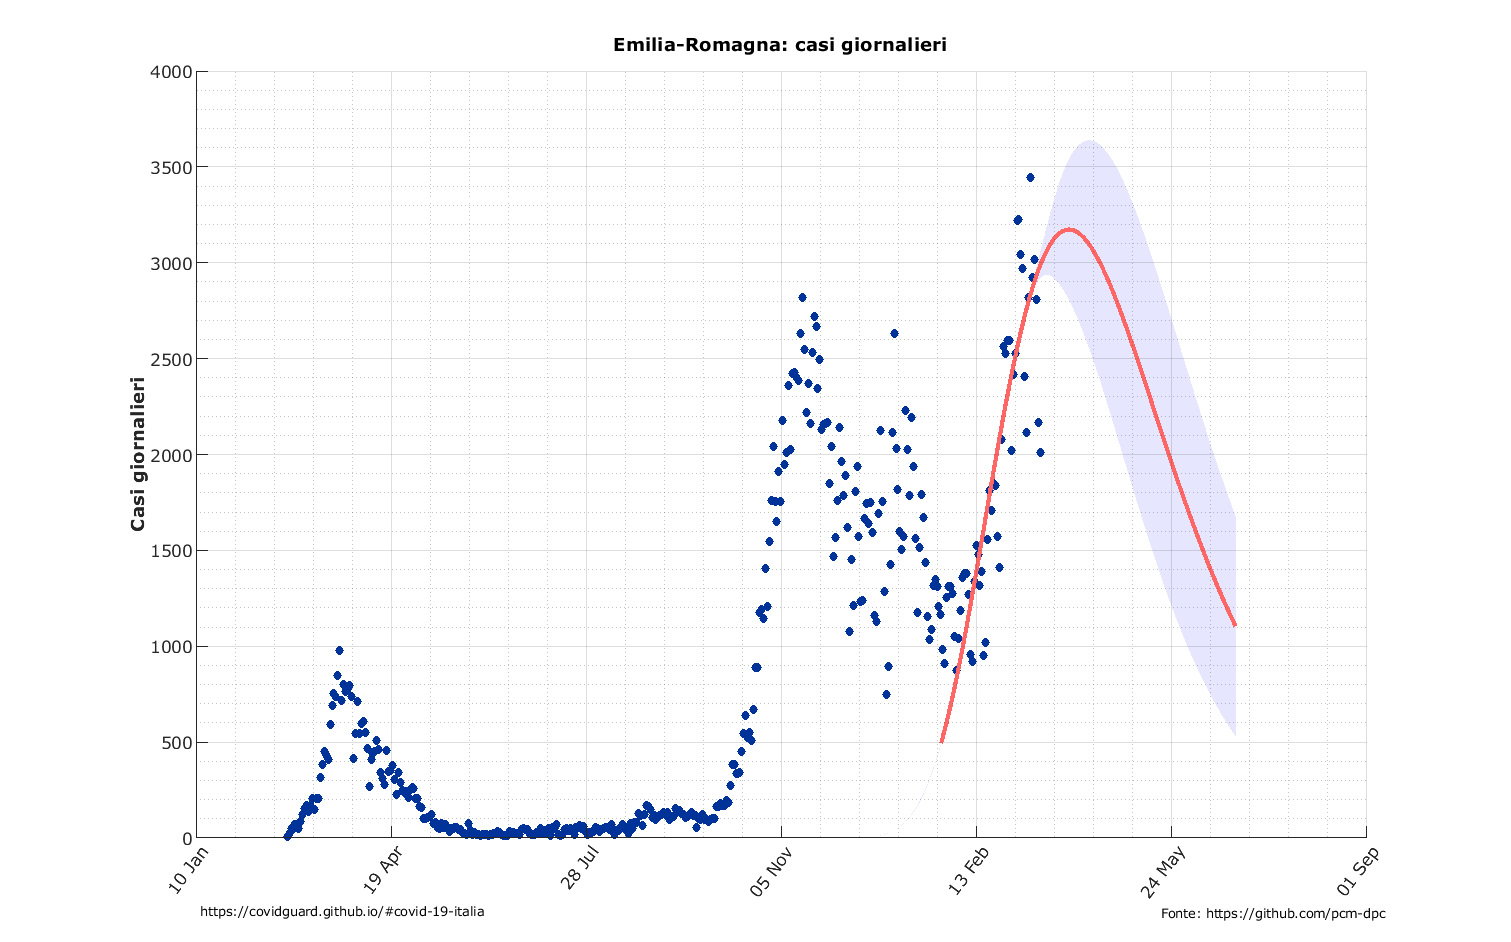 Emilia-Romagna: casi giornalieri
4000
3500
3000
2500
2000
1500
1000
500
0
Casi giornalieri
10 Jan
19 Apr
28 Jul
05 Nov
13 Feb
24 May
01 Sep
https://covidguard.github.io/#covid-19-italia
Fonte: https://github.com/pcm-dpc